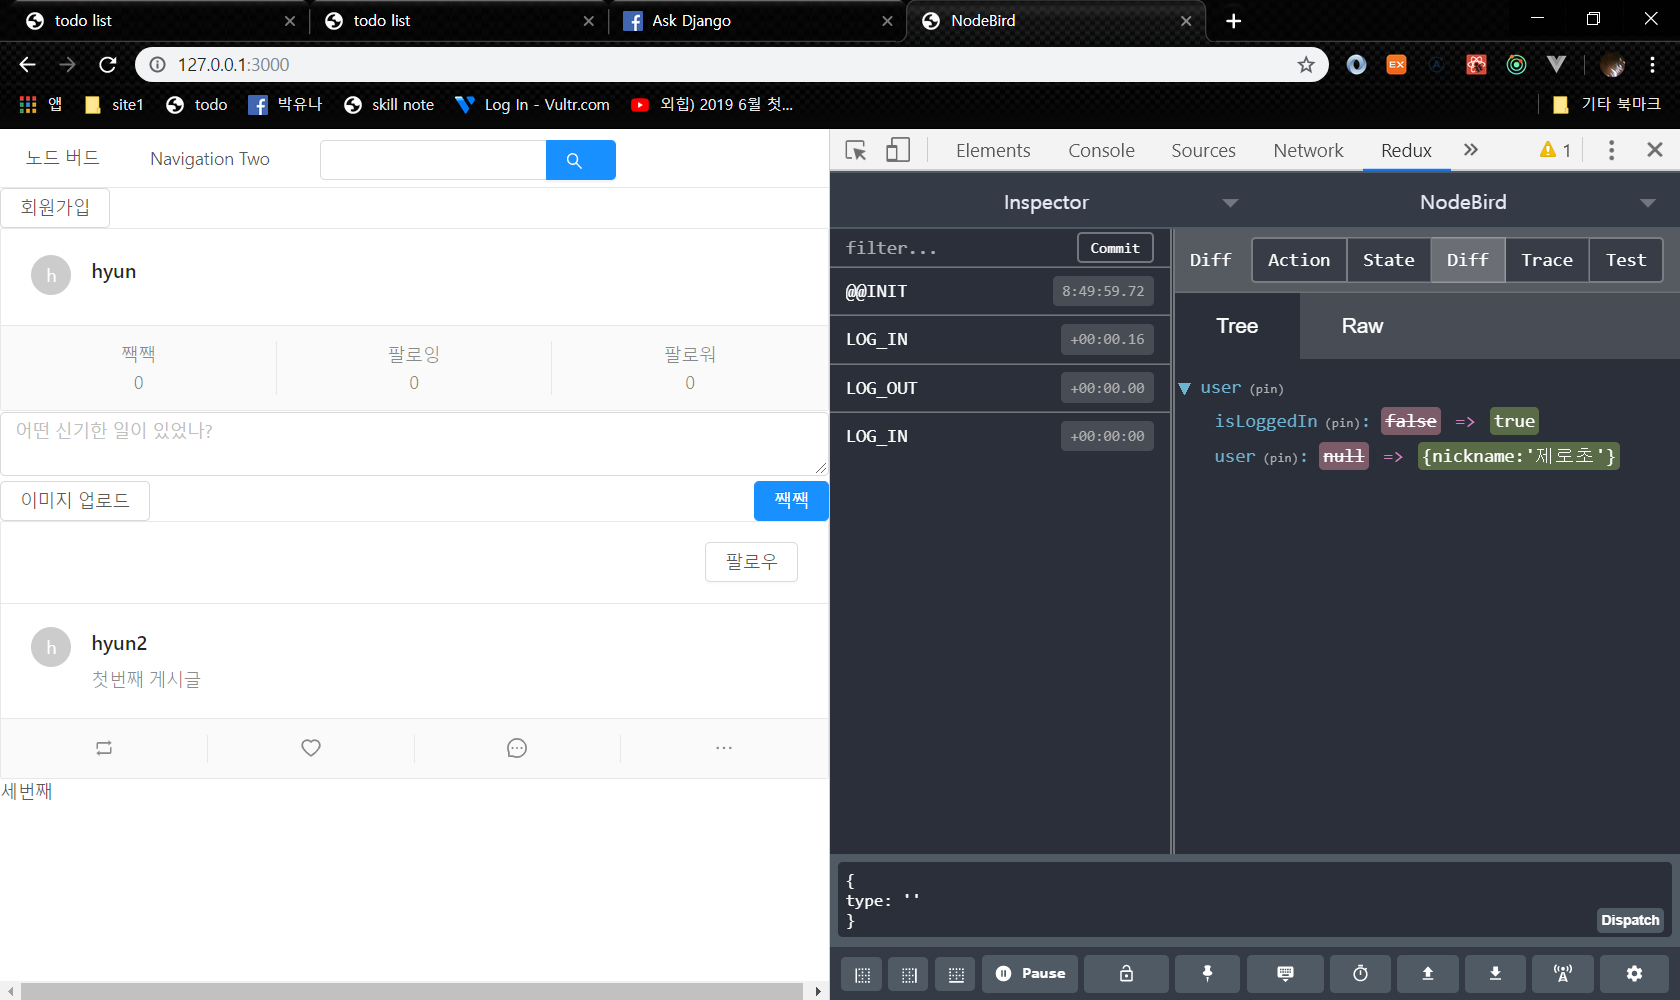 todo list
todo list
Ask Django
NodeBird
127.0.0.1:3000
앱
site1
todo
박유나
skill note
Log In - Vultr.com
외힙) 2019 6월 첫...
기타 북마크
노드 버드
Navigation Two
회원가입
h
hyun
짹짹
0
팔로잉
0
팔로워
0
어떤 신기한 일이 있었나?
이미지 업로드
짹짹
팔로우
h
hyun2
첫번째 게시글
세번째
Elements
Console
Sources
Network
Redux
1
Inspector
NodeBird
filter...
Commit
@@INIT
8:49:59.72
LOG_IN
+00:00.16
LOG_OUT
+00:00.00
LOG_IN
+00:00:00
Diff
Action
State
Diff
Trace
Test
Tree
Raw
user (pin)
isLoggedIn (pin): false => true
user (pin): null => {nickname:'제로초'}
{
type: ''
}
Dispatch
Pause